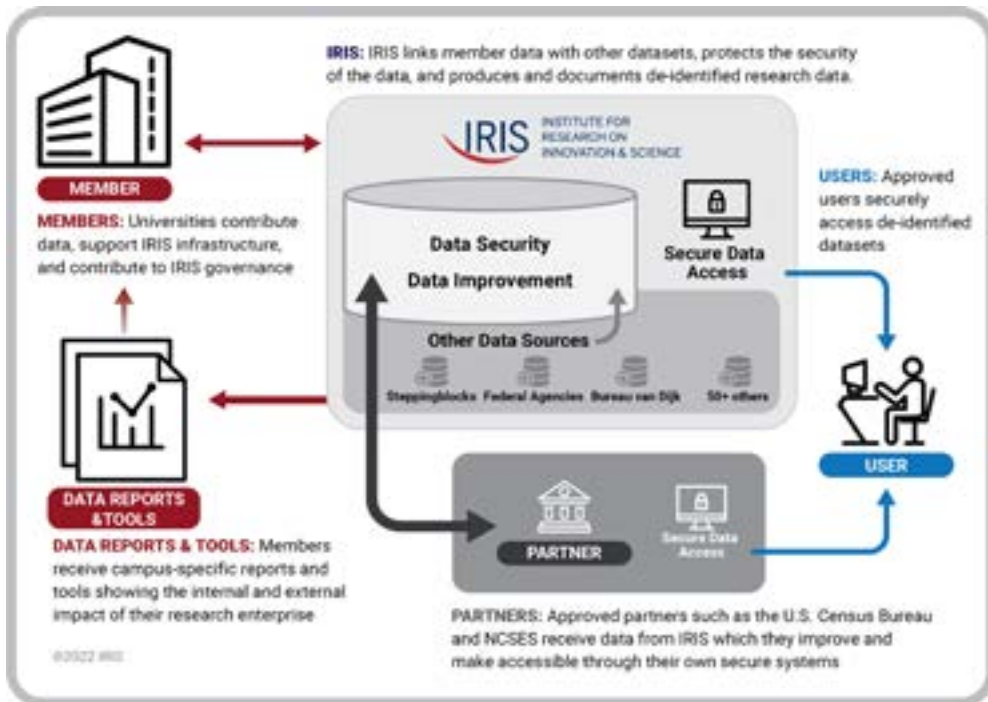 IRIS: IRIS links member data with other datasets, protects the security
of the data, and produces and documents de-identified research data.
IRIS
INSTITUTE FOR
RESEARCH ON
INNOVATION & SCIENCE
MEMBER
MEMBERS: Universities contribute
data, support IRIS infrastructure,
and contribute to IRIS governance
Data Security
Data Improvement
Secure Data
Access
Other Data Sources
Steppingblocks
Federal Agencies
Bureau van Dijk
50+ others
USERS: Approved
users securely
access de-identified
datasets
USER
DATA REPORTS
&TOOLS
DATA REPORTS & TOOLS: Members
receive campus-specific reports and
tools showing the internal and external
impact of their research enterprise
PARTNER
Secure Data
Access
PARTNERS: Approved partners such as the U.S. Census Bureau
and NCSES receive data from IRIS which they improve and
make accessible through their own secure systems
©2022 IRIS